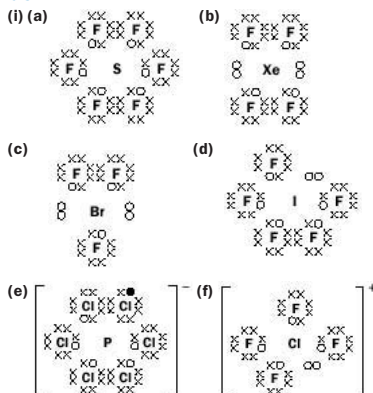 (i) (a)
F F
F S F
F F
(b)
F F
Xe
F F
(c)
F F
Br
F
(d)
F
F I F
F F
(e)
Cl Cl –
Cl P Cl
Cl Cl
(f)
F +
F Cl F
F